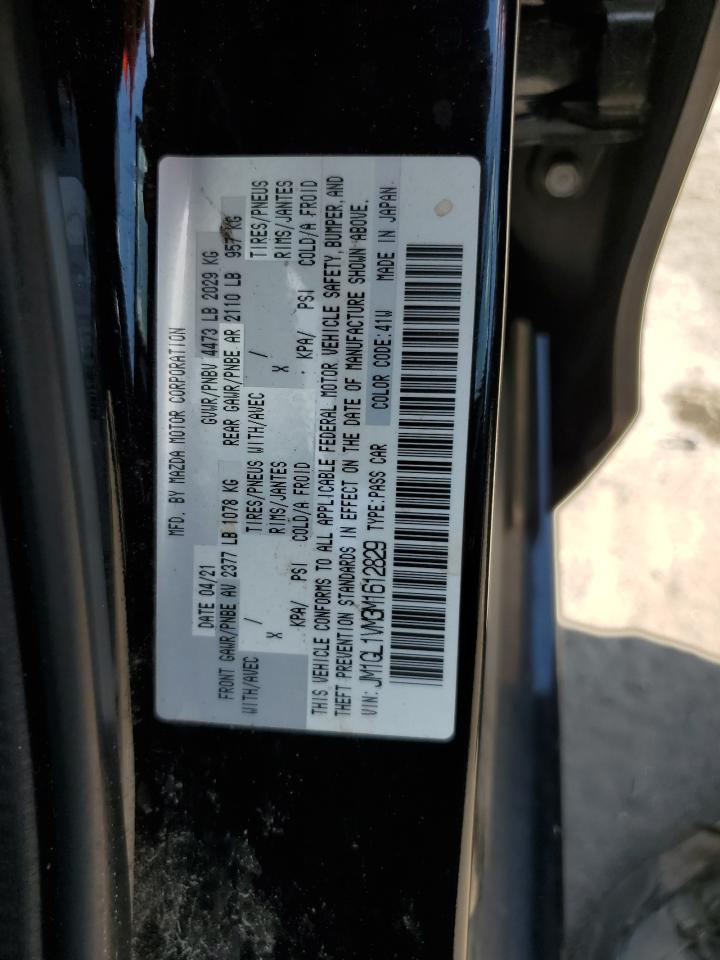 MFD. BY MAZDA MOTOR CORPORATION
DATE 04/21 GVWR/PNBV 4473 LB 2029 KG
FRONT GAWR/PNBE AV 2377 LB 1078 KG REAR GAWR/PNBE AR 2110 LB 957 KG
WITH/AVEC TIRES/PNEUS WITH/AVEC TIRES/PNEUS
X / RIMS/JANTES X / RIMS/JANTES
KPA/ PSI COLD/A FROID KPA/ PSI COLD/A FROID
THIS VEHICLE CONFORMS TO ALL APPLICABLE FEDERAL MOTOR VEHICLE SAFETY, BUMPER, AND
THEFT PREVENTION STANDARDS IN EFFECT ON THE DATE OF MANUFACTURE SHOWN ABOVE.
VIN: JM1GL1VM3M1612829 TYPE:PASS CAR COLOR CODE:41W MADE IN JAPAN